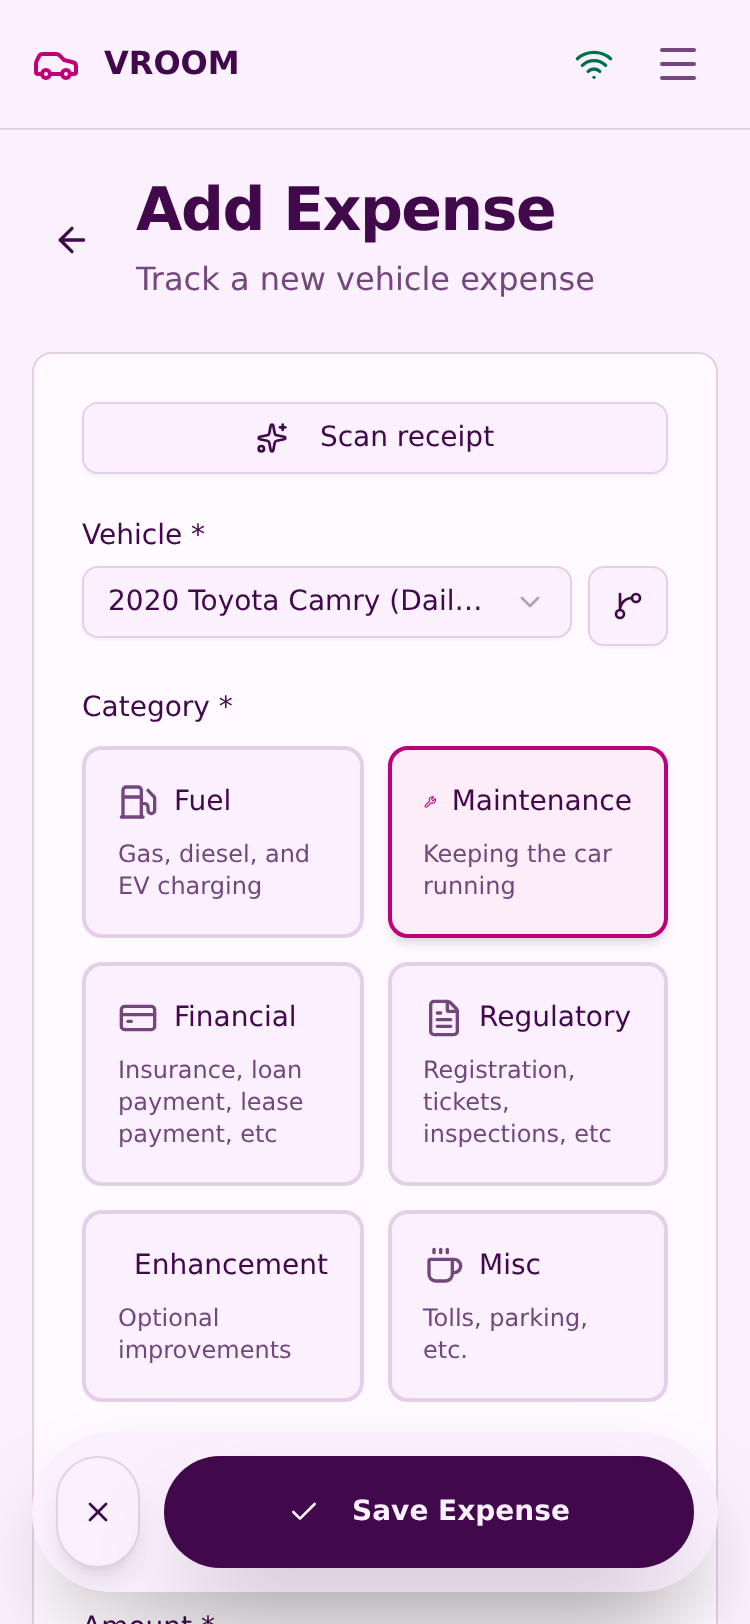 VROOM
Add Expense
Track a new vehicle expense
Scan receipt
Vehicle *
2020 Toyota Camry (Dail...
Category *
Fuel
Gas, diesel, and
EV charging
Maintenance
Keeping the car
running
Financial
Insurance, loan
payment, lease
payment, etc
Regulatory
Registration,
tickets,
inspections, etc
Enhancement
Optional
improvements
Misc
Tolls, parking,
etc.
Save Expense
Amount *